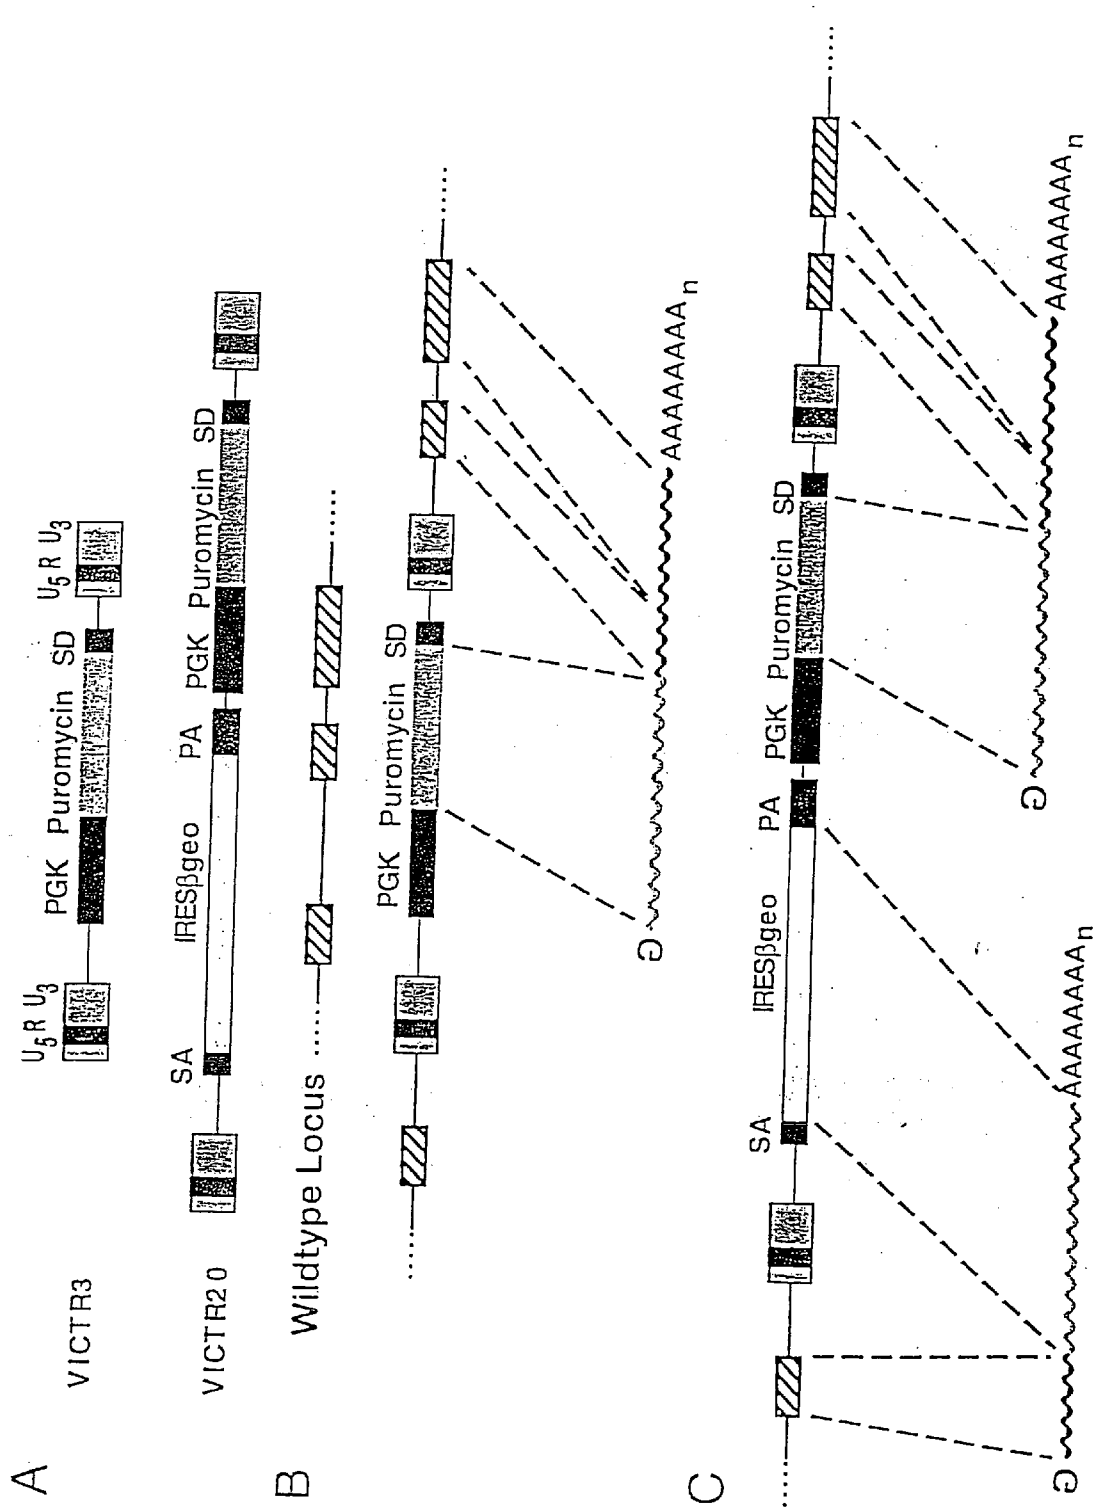 A
U5 R U3 U5 R U3
PGK Puromycin SD
VICTR3
SA IRESβgeo PA PGK Puromycin SD
VICTR20
B
Wildtype Locus
PGK Puromycin SD
G AAAAAAAAn
C
SA IRESβgeo PA PGK Puromycin SD
G AAAAAAAAn
G AAAAAAAAn